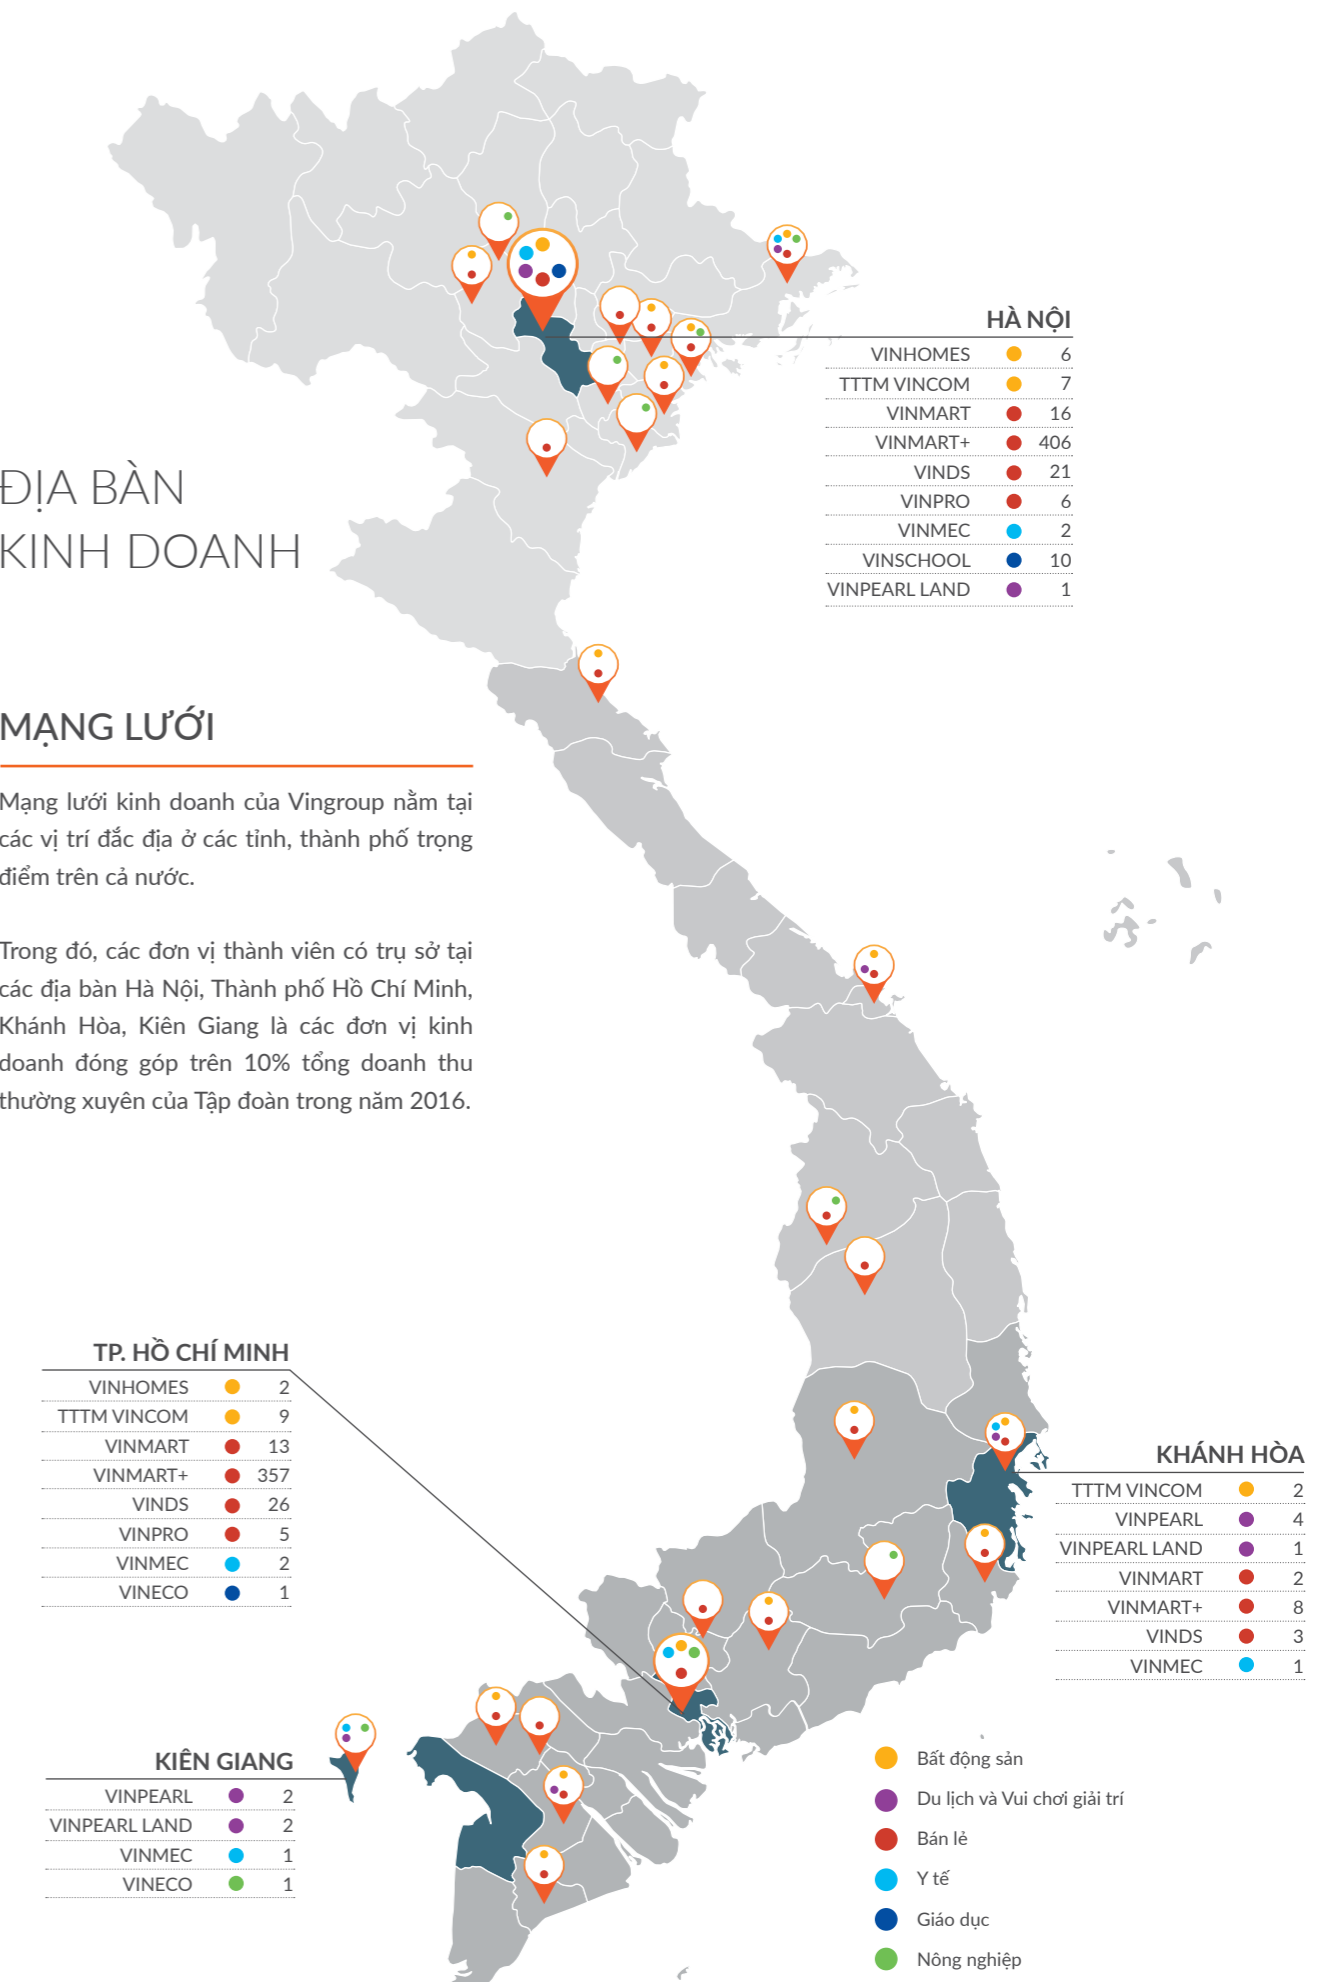 ĐỊA BÀN
KINH DOANH
MẠNG LƯỚI
Mạng lưới kinh doanh của Vingroup nằm tại
các vị trí đắc địa ở các tỉnh, thành phố trọng
điểm trên cả nước.
Trong đó, các đơn vị thành viên có trụ sở tại
các địa bàn Hà Nội, Thành phố Hồ Chí Minh,
Khánh Hòa, Kiên Giang là các đơn vị kinh
doanh đóng góp trên 10% tổng doanh thu
thường xuyên của Tập đoàn trong năm 2016.
HÀ NỘI
VINHOMES 6
TTTM VINCOM 7
VINMART 16
VINMART+ 406
VINDS 21
VINPRO 6
VINMEC 2
VINSCHOOL 10
VINPEARL LAND 1
TP. HỒ CHÍ MINH
VINHOMES 2
TTTM VINCOM 9
VINMART 13
VINMART+ 357
VINDS 26
VINPRO 5
VINMEC 2
VINECO 1
KHÁNH HÒA
TTTM VINCOM 2
VINPEARL 4
VINPEARL LAND 1
VINMART 2
VINMART+ 8
VINDS 3
VINMEC 1
KIÊN GIANG
VINPEARL 2
VINPEARL LAND 2
VINMEC 1
VINECO 1
Bất động sản
Du lịch và Vui chơi giải trí
Bán lẻ
Y tế
Giáo dục
Nông nghiệp